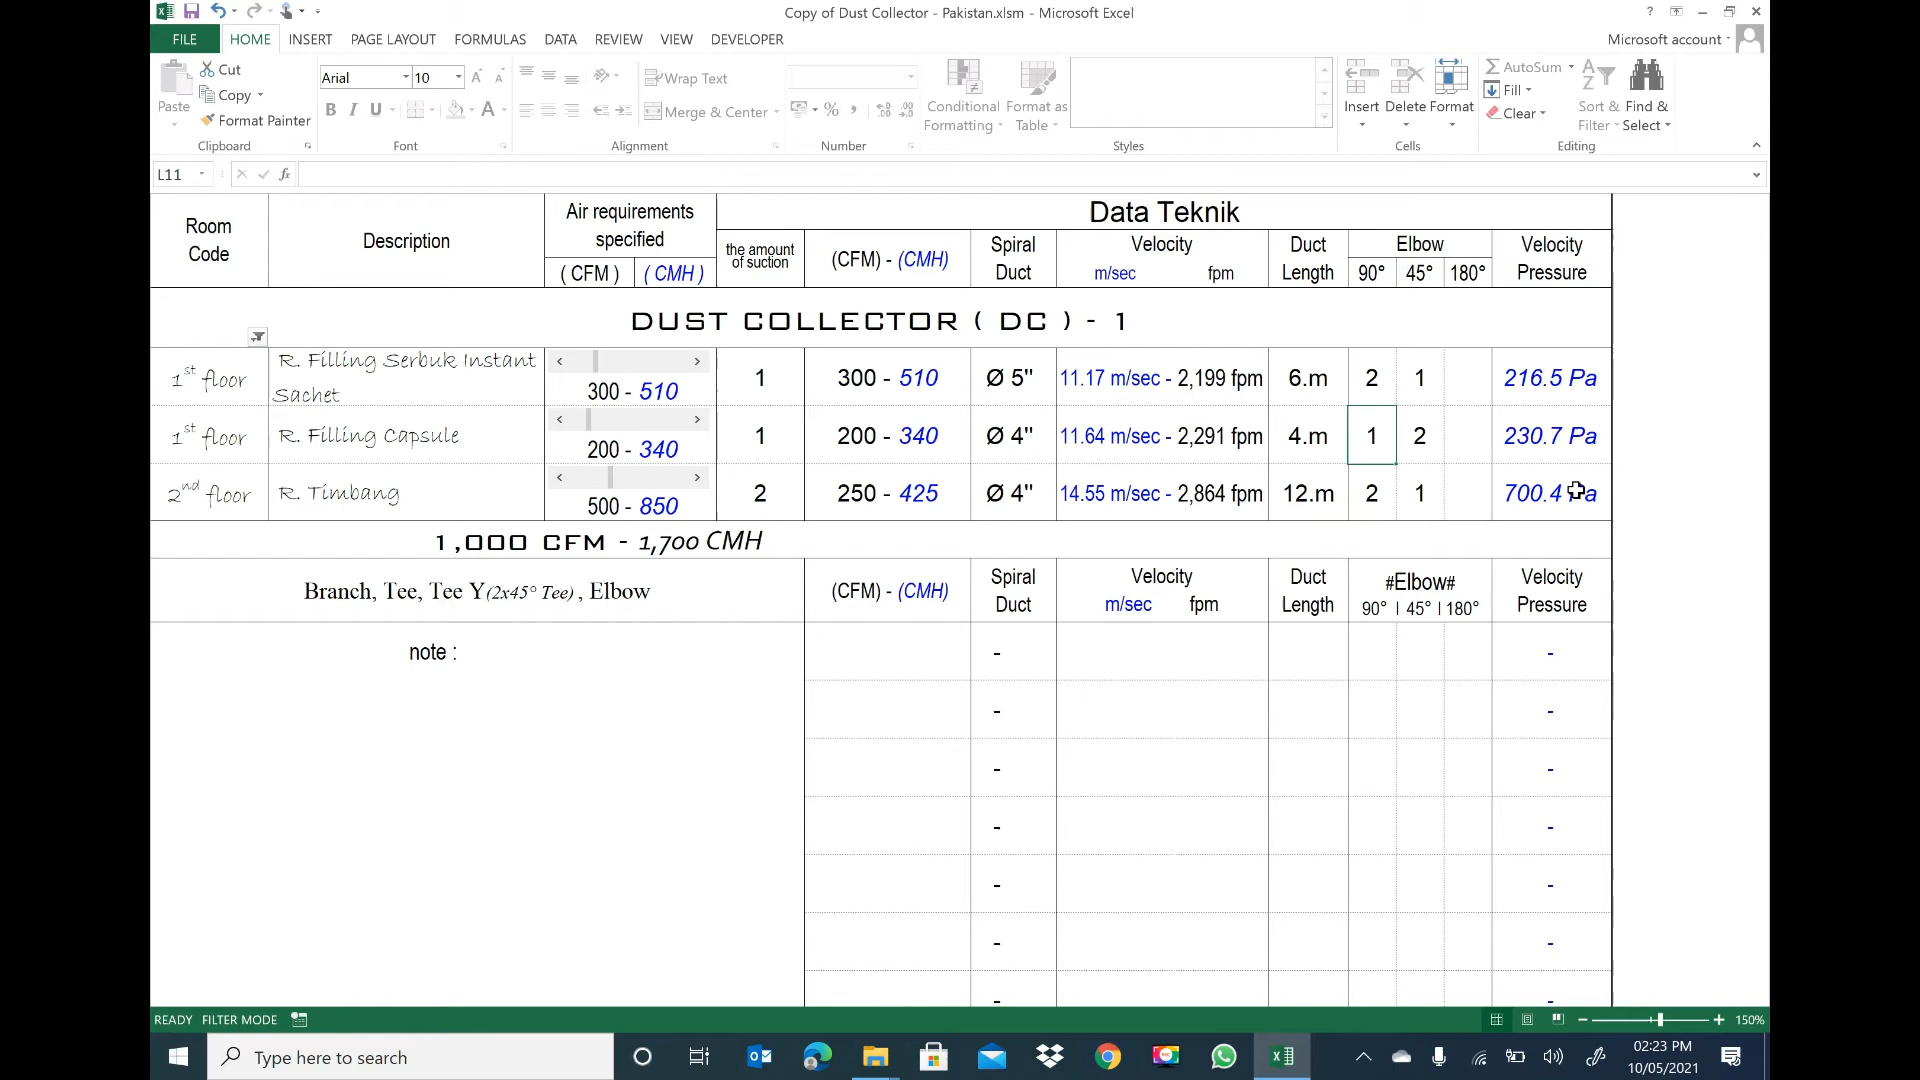 Copy of Dust Collector - Pakistan.xlsm - Microsoft Excel
FILE HOME INSERT PAGE LAYOUT FORMULAS DATA REVIEW VIEW DEVELOPER Microsoft account
Cut
Copy
Format Painter
Paste
Clipboard
Arial 10
B I U
Font
Wrap Text
Merge & Center
Alignment
%
Number
Conditional Formatting
Format as Table
Styles
Insert Delete Format
Cells
AutoSum
Fill
Clear
Sort & Filter
Find & Select
Editing
L11 fx
Room Code
Description
Air requirements specified
( CFM ) ( CMH )
Data Teknik
the amount of suction
(CFM) - (CMH)
Spiral Duct
Velocity
m/sec fpm
Duct Length
Elbow
90° 45° 180°
Velocity Pressure
DUST COLLECTOR ( DC ) - 1
1st floor R. Filling Serbuk Instant Sachet 300 - 510 1 300 - 510 Ø 5" 11.17 m/sec - 2,199 fpm 6.m 2 1 216.5 Pa
1st floor R. Filling Capsule 200 - 340 1 200 - 340 Ø 4" 11.64 m/sec - 2,291 fpm 4.m 1 2 230.7 Pa
2nd floor R. Timbang 500 - 850 2 250 - 425 Ø 4" 14.55 m/sec - 2,864 fpm 12.m 2 1 700.4 Pa
1,000 CFM - 1,700 CMH
Branch, Tee, Tee Y(2x45° Tee) , Elbow
(CFM) - (CMH)
Spiral Duct
Velocity
m/sec fpm
Duct Length
#Elbow#
90° | 45° | 180°
Velocity Pressure
note :
- -
- -
- -
- -
- -
- -
- -
READY FILTER MODE 150%
Type here to search
02:23 PM
10/05/2021